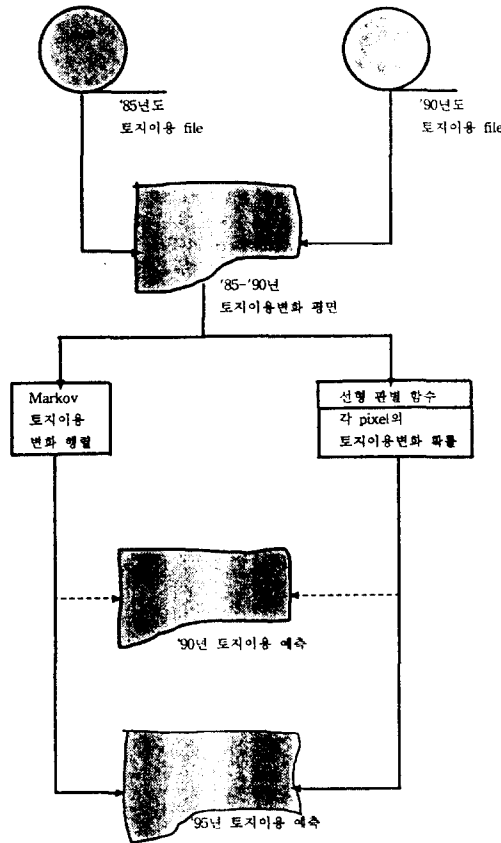 '85년도
토지이용 file
'90년도
토지이용 file
'85-'90년
토지이용변화 평면
Markov
토지이용
변화 행렬
선형 판별 함수
각 pixel의
토지이용변화 확률
'90년 토지이용 예측
'95년 토지이용 예측